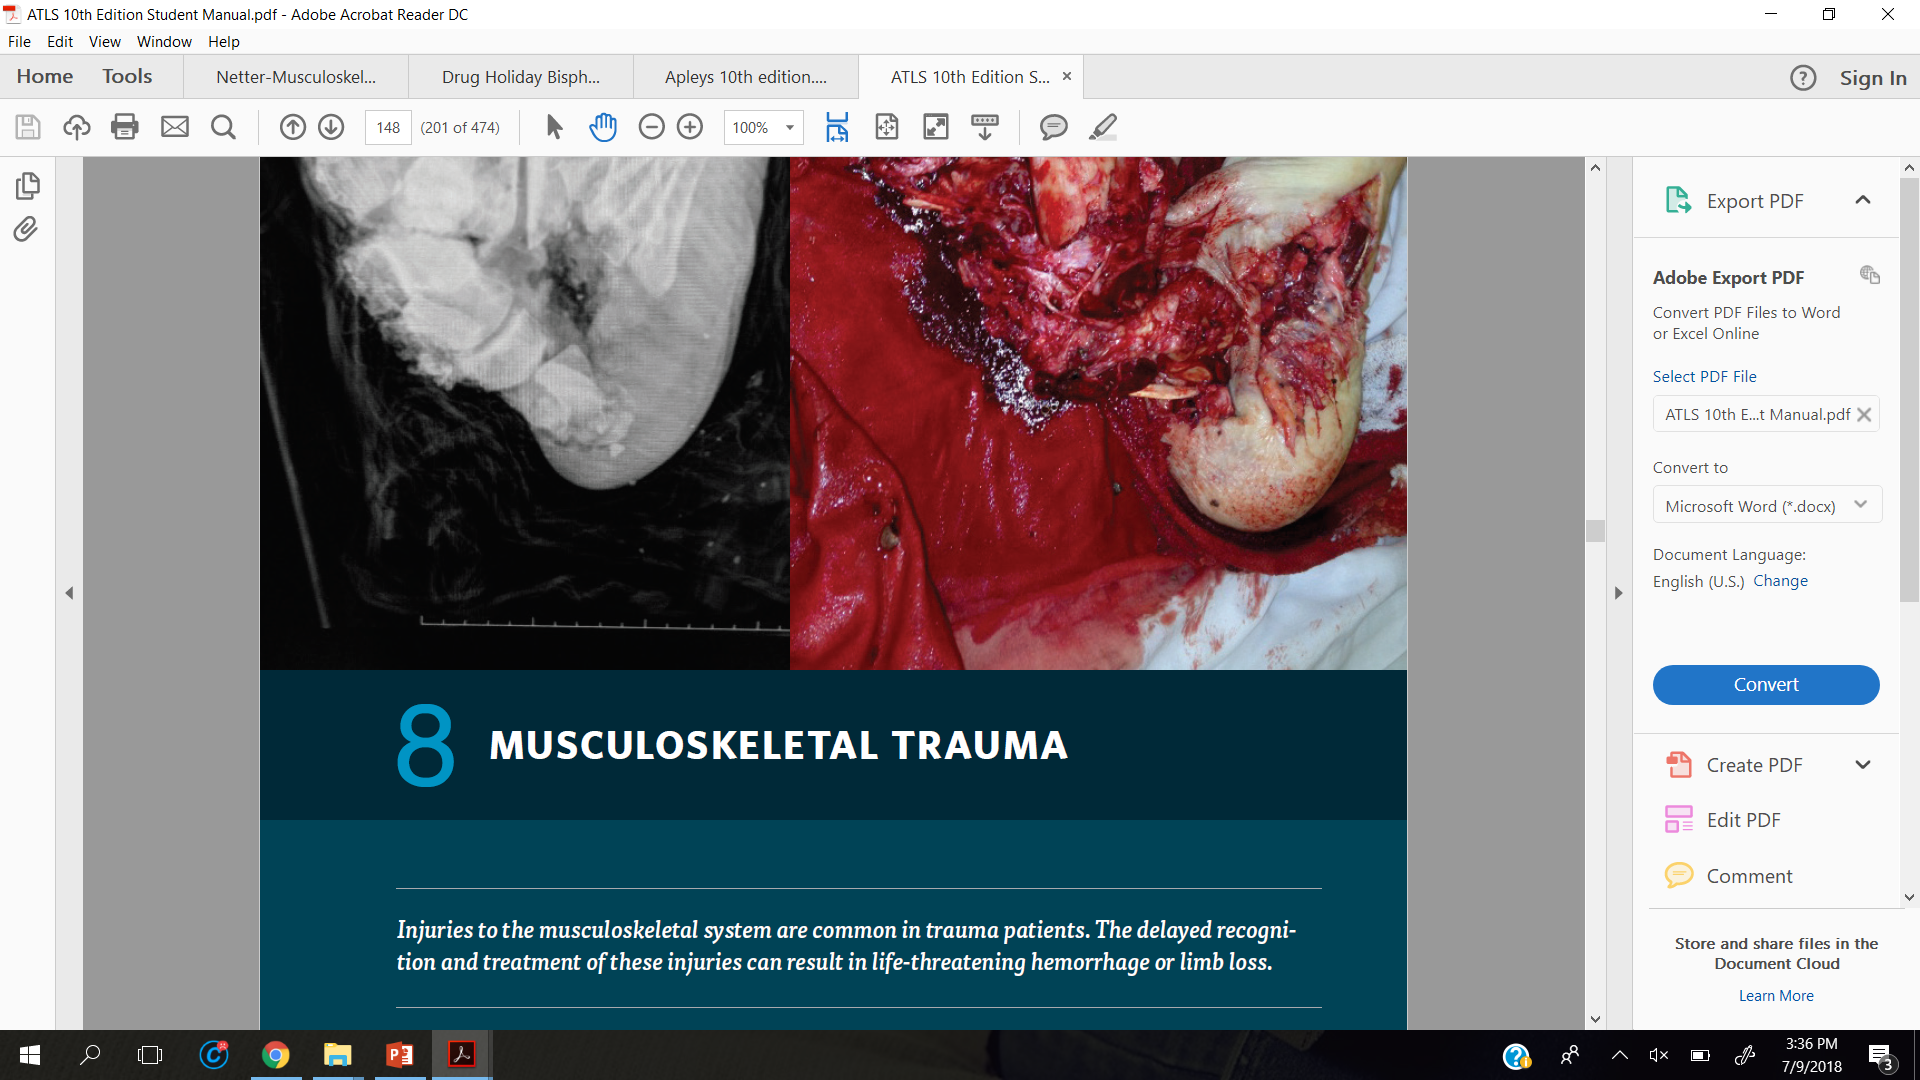 ATLS 10th Edition Student Manual.pdf - Adobe Acrobat Reader DC
File Edit View Window Help
Home Tools Netter-Musculoskel... Drug Holiday Bisph... Apleys 10th edition.... ATLS 10th Edition S... × ? Sign In
148 (201 of 474) 100%
Export PDF
Adobe Export PDF
Convert PDF Files to Word
or Excel Online
Select PDF File
ATLS 10th E...t Manual.pdf
Convert to
Microsoft Word (*.docx)
Document Language:
English (U.S.) Change
Convert
Create PDF
Edit PDF
Comment
Store and share files in the
Document Cloud
Learn More
8 MUSCULOSKELETAL TRAUMA
Injuries to the musculoskeletal system are common in trauma patients. The delayed recogni-
tion and treatment of these injuries can result in life-threatening hemorrhage or limb loss.
3:36 PM
7/9/2018
3